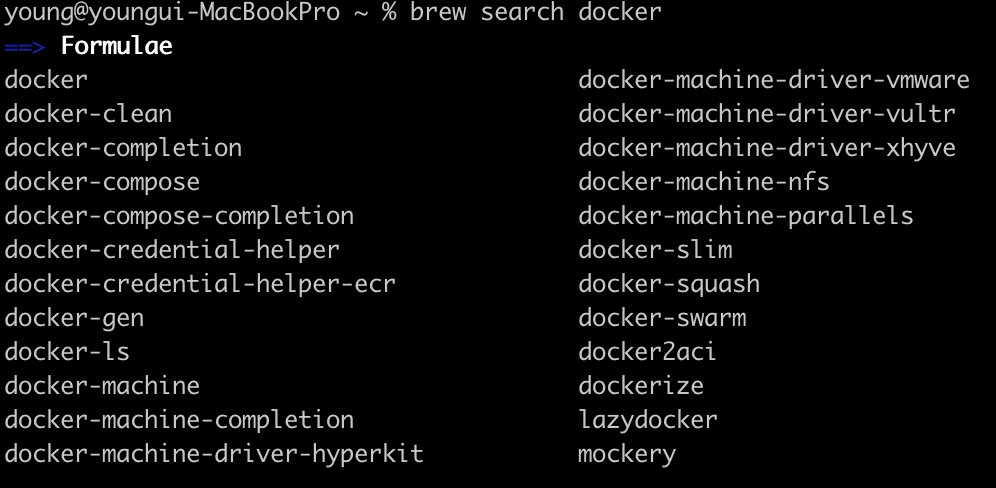 young@youngui-MacBookPro ~ % brew search docker
==> Formulae
docker docker-machine-driver-vmware
docker-clean docker-machine-driver-vultr
docker-completion docker-machine-driver-xhyve
docker-compose docker-machine-nfs
docker-compose-completion docker-machine-parallels
docker-credential-helper docker-slim
docker-credential-helper-ecr docker-squash
docker-gen docker-swarm
docker-ls docker2aci
docker-machine dockerize
docker-machine-completion lazydocker
docker-machine-driver-hyperkit mockery